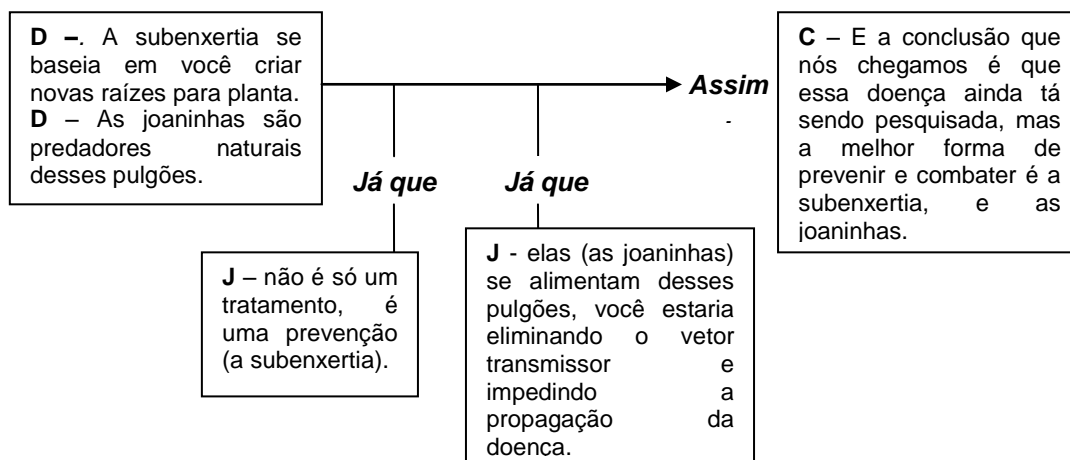 D –. A subenxertia se
baseia em você criar
novas raízes para planta.
D – As joaninhas são
predadores naturais
desses pulgões.
Assim
-
C – E a conclusão que
nós chegamos é que
essa doença ainda tá
sendo pesquisada, mas
a melhor forma de
prevenir e combater é a
subenxertia, e as
joaninhas.
Já que
Já que
J – não é só um
tratamento, é
uma prevenção
(a subenxertia).
J - elas (as joaninhas)
se alimentam desses
pulgões, você estaria
eliminando o vetor
transmissor e
impedindo a
propagação da
doenca.